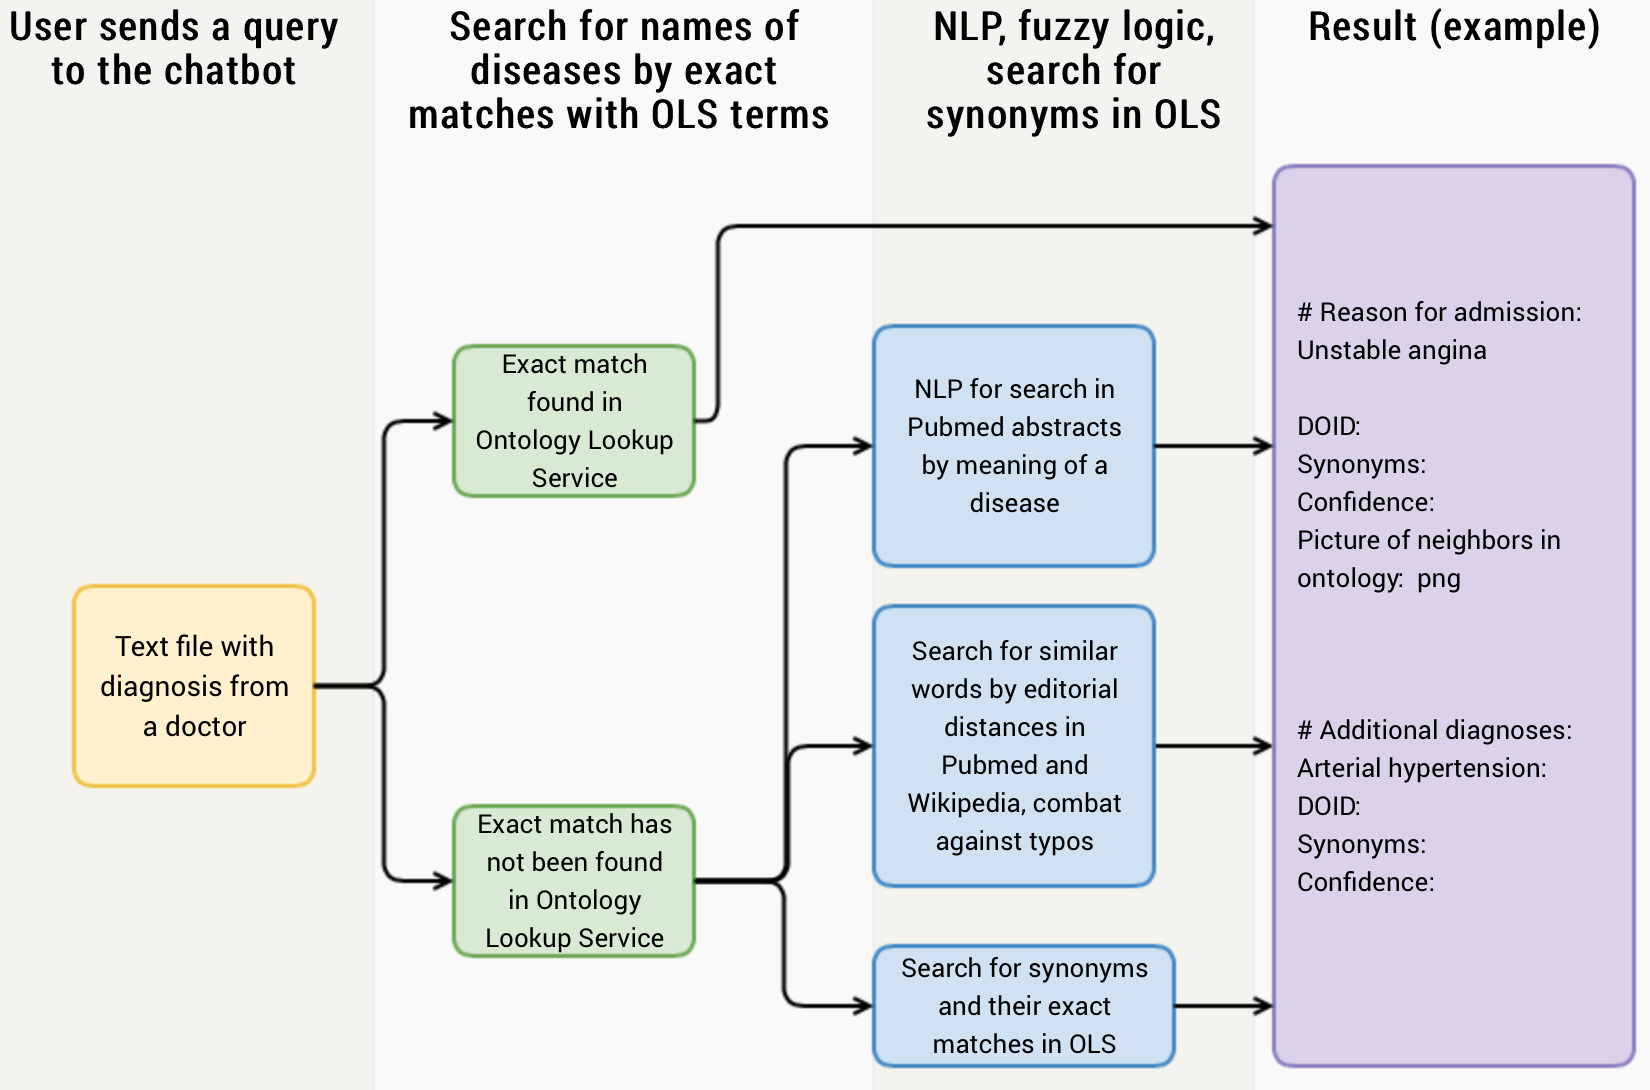 User sends a query
to the chatbot
Search for names of
diseases by exact
matches with OLS terms
NLP, fuzzy logic,
search for
synonyms in OLS
Result (example)
Text file with
diagnosis from
a doctor
Exact match
found in
Ontology Lookup
Service
Exact match has
not been found
in Ontology
Lookup Service
NLP for search in
Pubmed abstracts
by meaning of a
disease
Search for similar
words by editorial
distances in
Pubmed and
Wikipedia, combat
against typos
Search for synonyms
and their exact
matches in OLS
# Reason for admission:
Unstable angina
DOID:
Synonyms:
Confidence:
Picture of neighbors in
ontology: png
# Additional diagnoses:
Arterial hypertension:
DOID:
Synonyms:
Confidence: